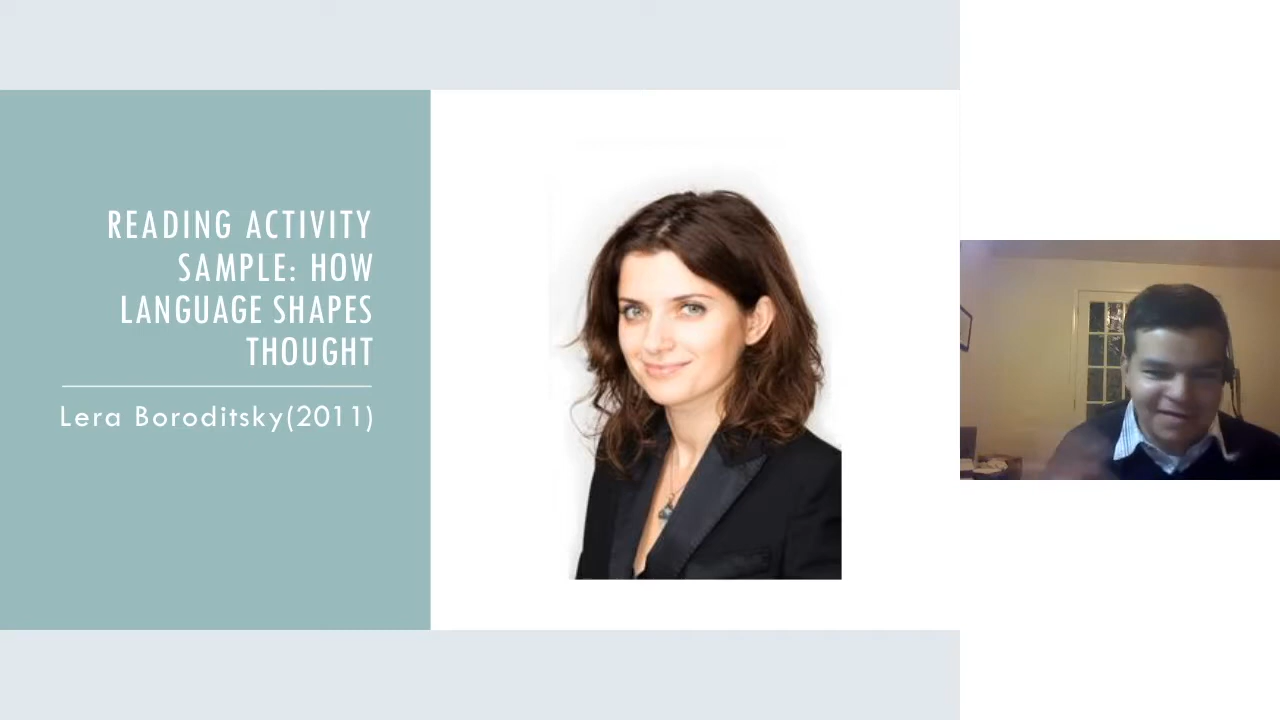 READING ACTIVITY
SAMPLE: HOW
LANGUAGE SHAPES
THOUGHT
Lera Boroditsky(2011)